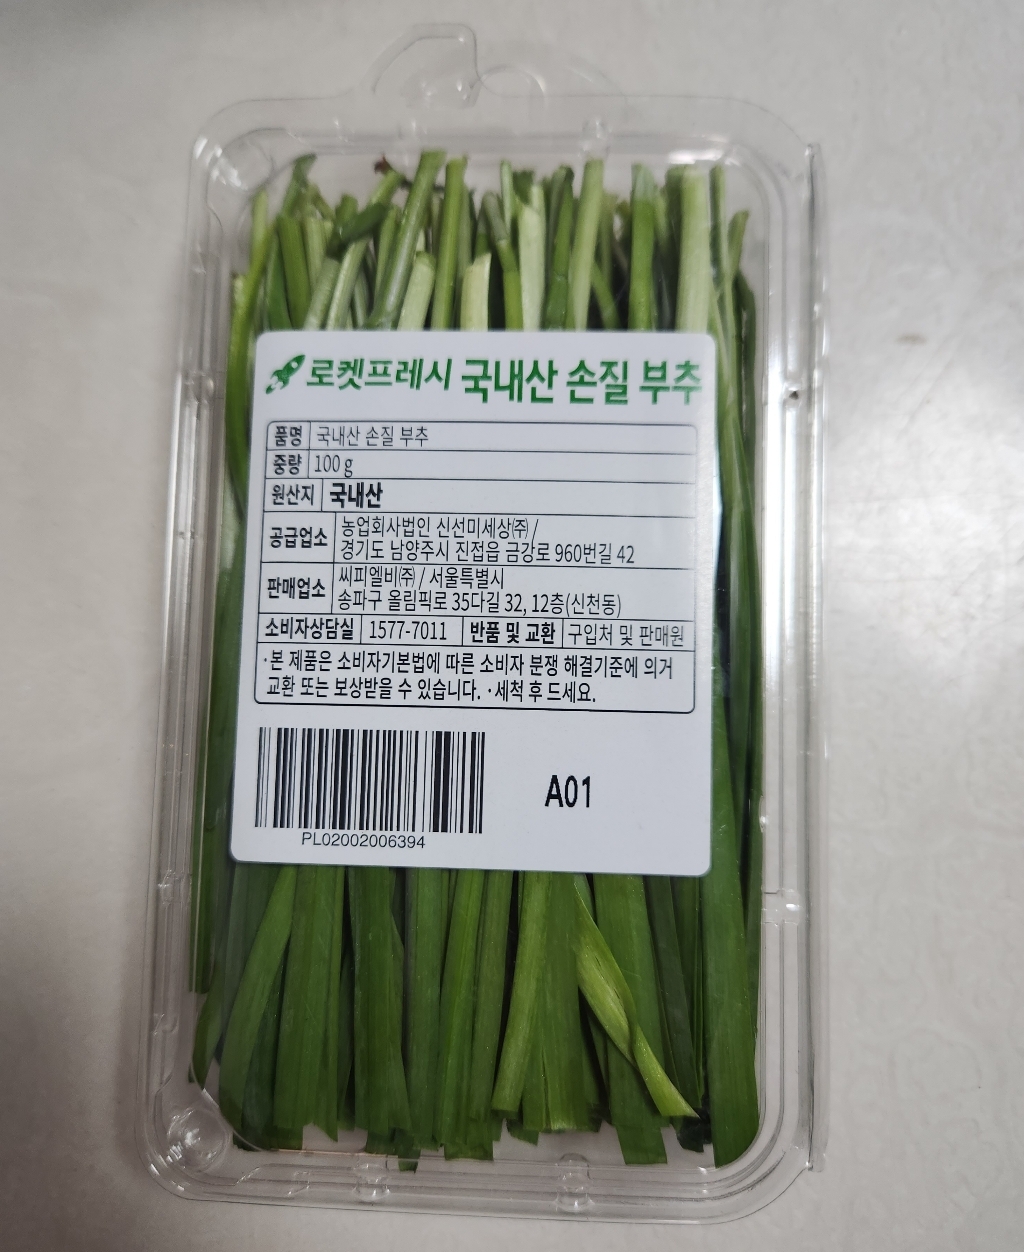 로켓프레시 국내산 손질 부추
품명 국내산 손질 부추
중량 100 g
원산지 국내산
공급업소 농업회사법인 신선미세상㈜ /
경기도 남양주시 진접읍 금강로 960번길 42
판매업소 씨피엘비㈜ / 서울특별시
송파구 올림픽로 35다길 32, 12층(신천동)
소비자상담실 1577-7011 반품 및 교환 구입처 및 판매원
·본 제품은 소비자기본법에 따른 소비자 분쟁 해결기준에 의거
교환 또는 보상받을 수 있습니다. ·세척 후 드세요.
A01
PL02002006394